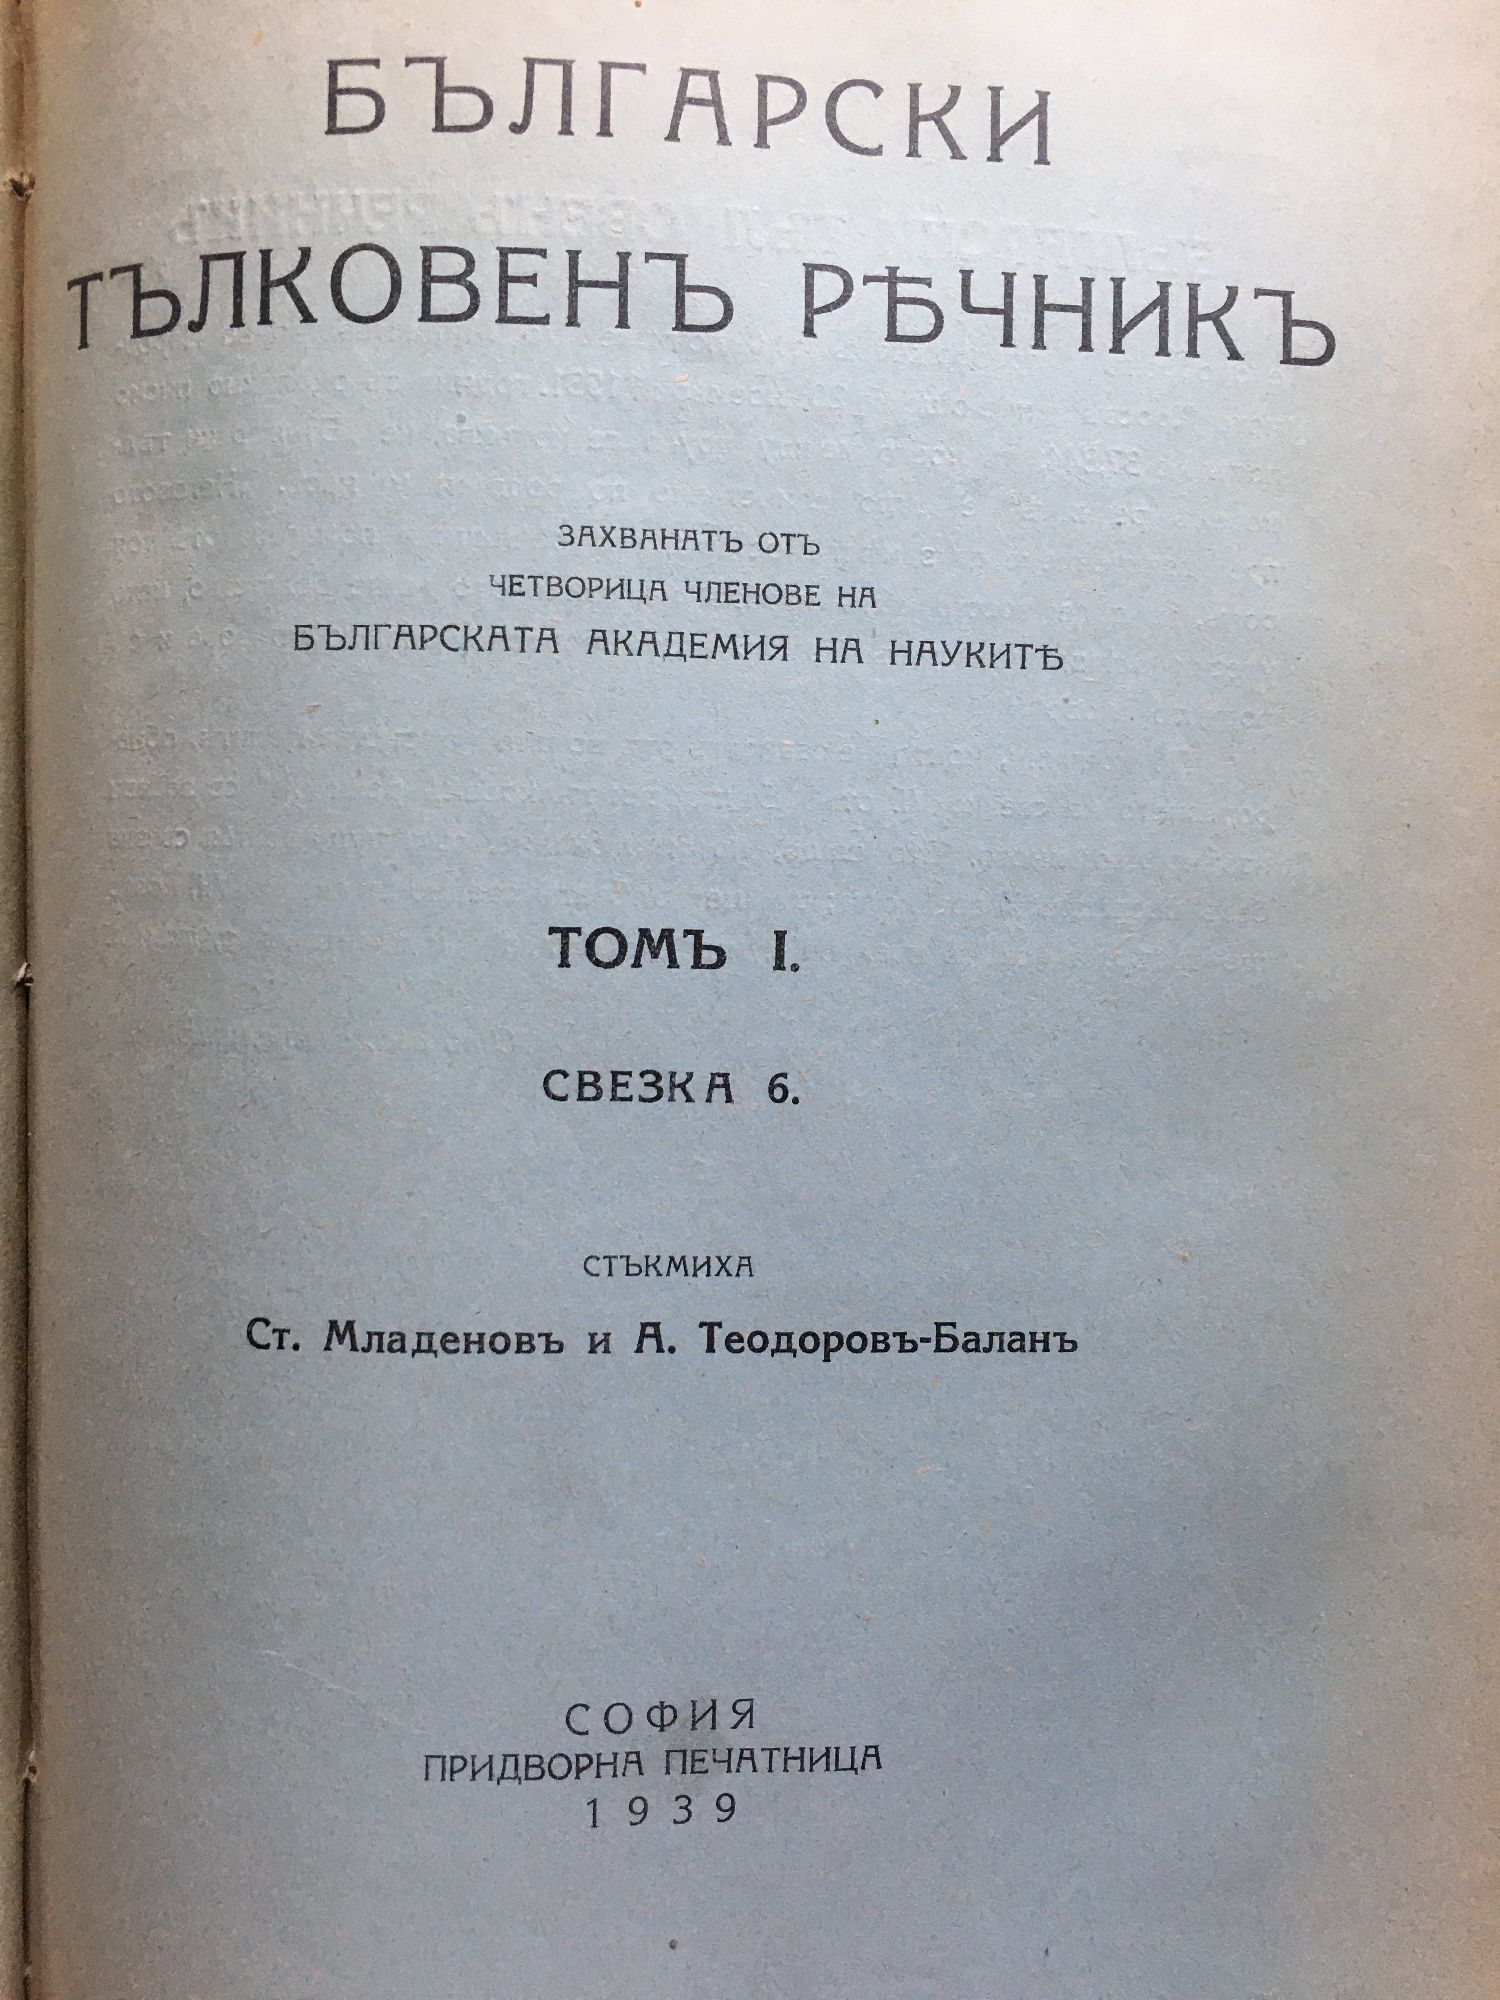 БЪЛГАРСКИ
ТЪЛКОВЕНЪ РѢЧНИКЪ
ЗАХВАНАТЪ ОТЪ
ЧЕТВОРИЦА ЧЛЕНОВЕ НА
БЪЛГАРСКАТА АКАДЕМИЯ НА НАУКИТѢ
ТОМЪ I.
СВЕЗКА 6.
СТЪКМИХА
Ст. Младеновъ и А. Теодоровъ-Баланъ
СОФИЯ
ПРИДВОРНА ПЕЧАТНИЦА
1939